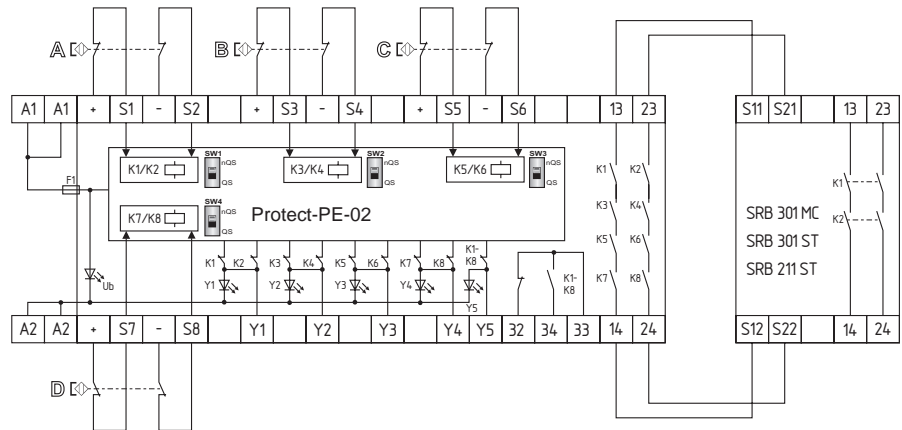 A B C
A1 A1 + S1 - S2 + S3 - S4 + S5 - S6 13 23
S11 S21 13 23
SW1 nQS QS
K1/K2
SW2 nQS QS
K3/K4
SW3 nQS QS
K5/K6
F1
SW4 nQS QS
K7/K8
Protect-PE-02
K1 K2
K3 K4
K5 K6
K7 K8
K1
K2
SRB 301 MC
SRB 301 ST
SRB 211 ST
K1 K2 K3 K4 K5 K6 K7 K8 K1-
K8
K1-
K8
Ub Y1 Y2 Y3 Y4 Y5
A2 A2 + S7 - S8 Y1 Y2 Y3 Y4 Y5 32 34 33 14 24
S12 S22 14 24
D